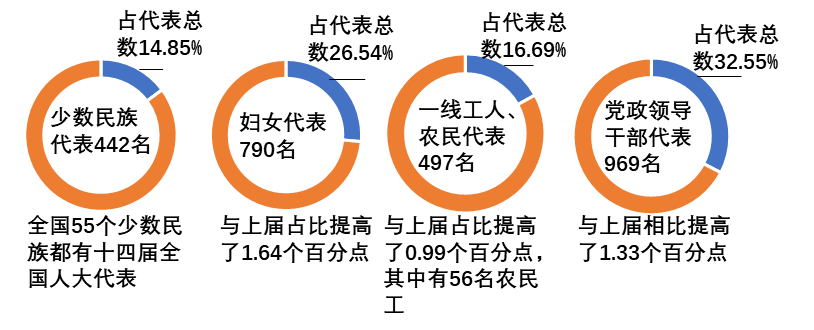 占代表总
数14.85%
少数民族
代表442名
全国55个少数民
族都有十四届全
国人大代表
占代表总
数26.54%
妇女代表
790名
与上届占比提高
了1.64个百分点
占代表总
数16.69%
一线工人、
农民代表
497名
与上届占比提高
了0.99个百分点，
其中有56名农民
工
占代表总
数32.55%
党政领导
干部代表
969名
与上届相比提高
了1.33个百分点